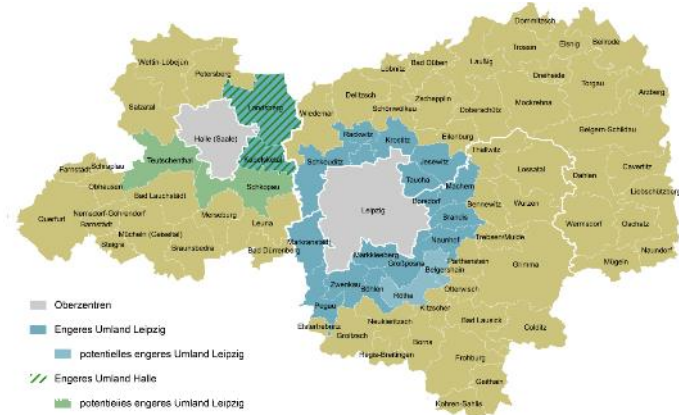 Dommitzsch
Trossin
Elsnig
Beilrode
Bad Düben
Laußig
Löbnitz
Dreiheide
Torgau
Wettin-Löbejün
Petersberg
Zschepplin
Arzberg
Delitzsch
Mockrehna
Landsberg
Wiedemar
Schönwölkau
Doberschütz
Salzatal
Belgern-Schildau
Rackwitz
Krostitz
Eilenburg
Halle (Saale)
Thallwitz
Kabelsketal
Schkeuditz
Jesewitz
Teutschenthal
Lossatal
Cavertitz
Farnstädt
Schraplau
Taucha
Machern
Dahlen
Schkopau
Liebschützberg
Obhausen
Bad Lauchstädt
Borsdorf
Bennewitz
Wurzen
Leipzig
Nemsdorf-Göhrendorf
Merseburg
Brandis
Querfurt
Barnstädt
Leuna
Wermsdorf
Oschatz
Trebsen/Mulde
Mücheln (Geiseltal)
Markranstädt
Naunhof
Steigra
Braunsbedra
Bad Dürrenberg
Markkleeberg
Parthenstein
Naundorf
Großpösna
Grimma
Mügeln
Belgershain
Zwenkau
Böhlen
Otterwisch
Oberzentren
Rötha
Pegau
Kitzscher
Engeres Umland Leipzig
Elstertrebnitz
Neukieritzsch
Bad Lausick
Colditz
Groitzsch
potentielles engeres Umland Leipzig
Borna
Regis-Breitingen
Frohburg
Engeres Umland Halle
Geithain
potentielles engeres Umland Leipzig
Kohren-Sahlis